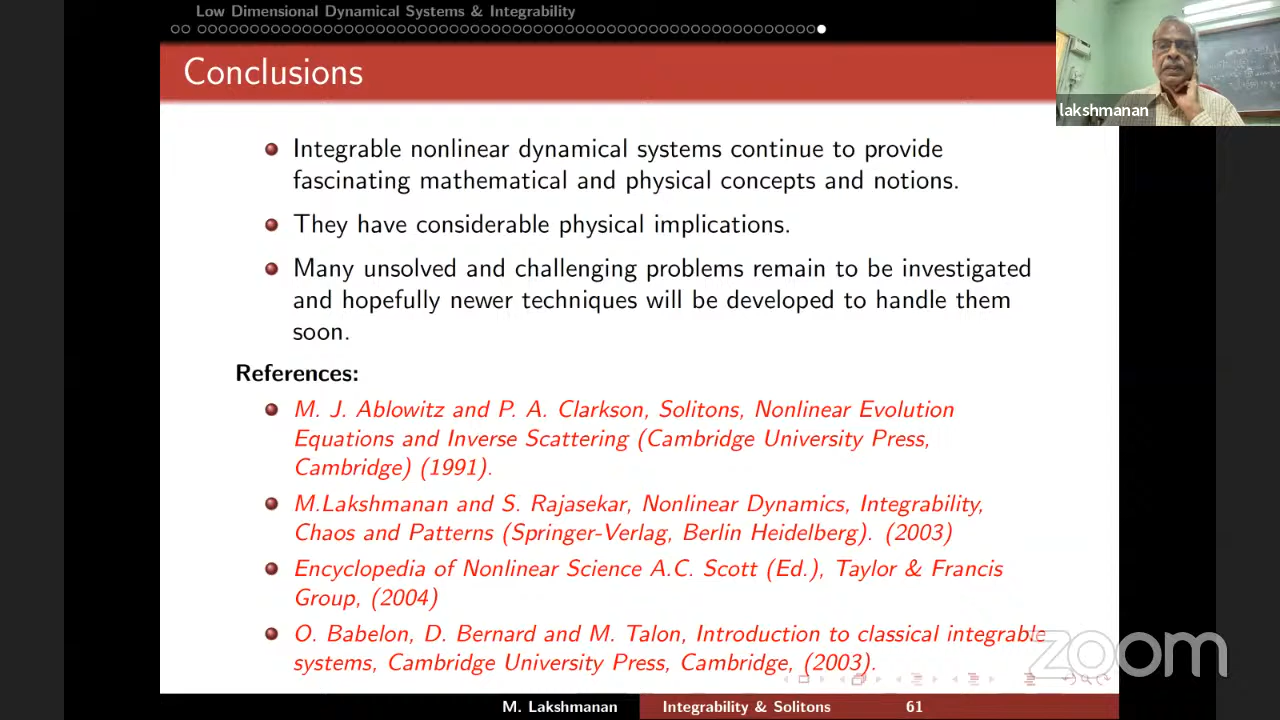 Low Dimensional Dynamical Systems & Integrability
Conclusions
lakshmanan
Integrable nonlinear dynamical systems continue to provide
fascinating mathematical and physical concepts and notions.
They have considerable physical implications.
Many unsolved and challenging problems remain to be investigated
and hopefully newer techniques will be developed to handle them
soon.
References:
M. J. Ablowitz and P. A. Clarkson, Solitons, Nonlinear Evolution
Equations and Inverse Scattering (Cambridge University Press,
Cambridge) (1991).
M.Lakshmanan and S. Rajasekar, Nonlinear Dynamics, Integrability,
Chaos and Patterns (Springer-Verlag, Berlin Heidelberg). (2003)
Encyclopedia of Nonlinear Science A.C. Scott (Ed.), Taylor & Francis
Group, (2004)
O. Babelon, D. Bernard and M. Talon, Introduction to classical integrable
systems, Cambridge University Press, Cambridge, (2003).
zoom
M. Lakshmanan Integrability & Solitons 61